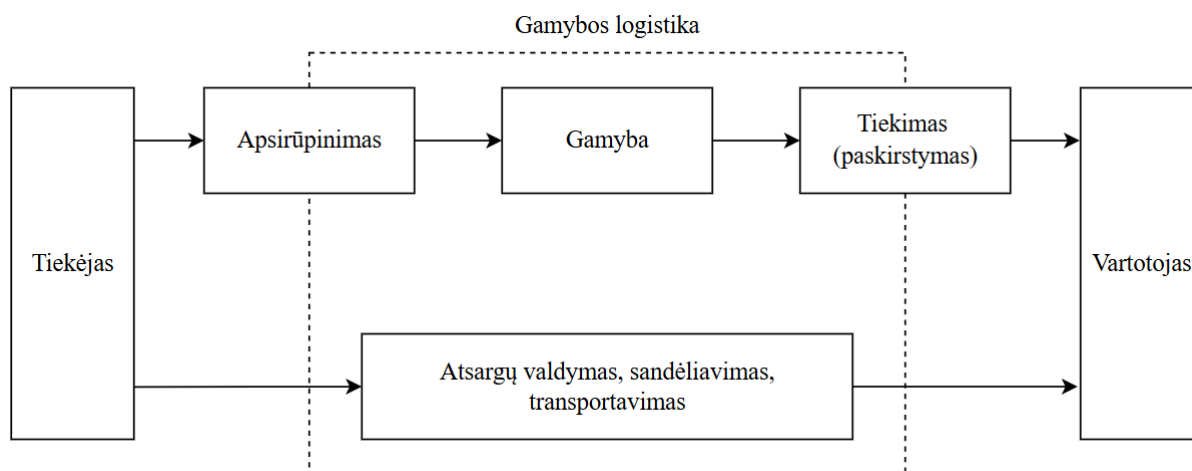 Gamybos logistika
Apsirūpinimas
Gamyba
Tiekimas
(paskirstymas)
Tiekėjas
Vartotojas
Atsargų valdymas, sandėliavimas,
transportavimas